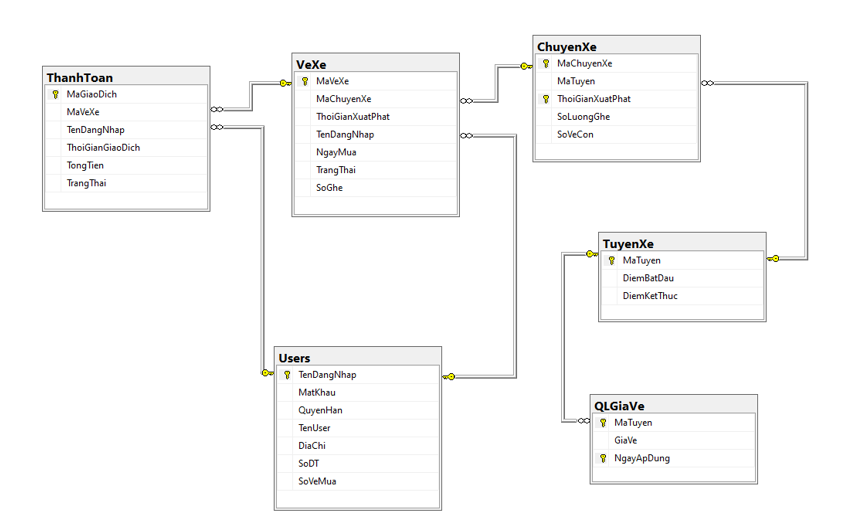 ThanhToan
MaGiaoDich
MaVeXe
TenDangNhap
ThoiGianGiaoDich
TongTien
TrangThai
VeXe
MaVeXe
MaChuyenXe
ThoiGianXuatPhat
TenDangNhap
NgayMua
TrangThai
SoGhe
ChuyenXe
MaChuyenXe
MaTuyen
ThoiGianXuatPhat
SoLuongGhe
SoVeCon
TuyenXe
MaTuyen
DiemBatDau
DiemKetThuc
Users
TenDangNhap
MatKhau
QuyenHan
TenUser
DiaChi
SoDT
SoVeMua
QLGiaVe
MaTuyen
GiaVe
NgayApDung